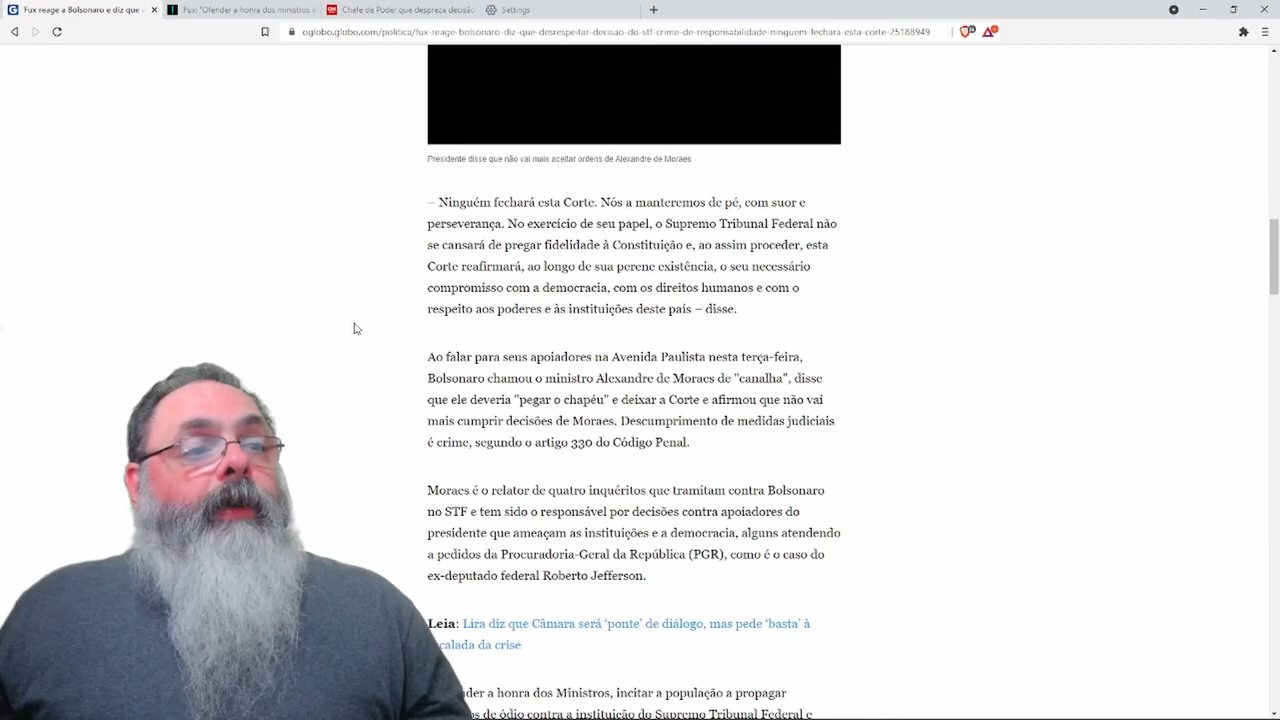 Fux reage a Bolsonaro e diz que
Fux: "Ofender a honra dos ministros e
Chefe de Poder que despreza decisão
Settings
oglobo.globo.com/politica/fux-reage-bolsonaro-diz-que-desrespeitar-decisao-do-stf-crime-de-responsabilidade-ninguem-fechara-esta-corte-25188949
Presidente disse que não vai mais aceitar ordens de Alexandre de Moraes
– Ninguém fechará esta Corte. Nós a manteremos de pé, com suor e
perseverança. No exercício de seu papel, o Supremo Tribunal Federal não
se cansará de pregar fidelidade à Constituição e, ao assim proceder, esta
Corte reafirmará, ao longo de sua perene existência, o seu necessário
compromisso com a democracia, com os direitos humanos e com o
respeito aos poderes e às instituições deste país – disse.
Ao falar para seus apoiadores na Avenida Paulista nesta terça-feira,
Bolsonaro chamou o ministro Alexandre de Moraes de "canalha", disse
que ele deveria "pegar o chapéu" e deixar a Corte e afirmou que não vai
mais cumprir decisões de Moraes. Descumprimento de medidas judiciais
é crime, segundo o artigo 330 do Código Penal.
Moraes é o relator de quatro inquéritos que tramitam contra Bolsonaro
no STF e tem sido o responsável por decisões contra apoiadores do
presidente que ameaçam as instituições e a democracia, alguns atendendo
a pedidos da Procuradoria-Geral da República (PGR), como é o caso do
ex-deputado federal Roberto Jefferson.
Leia: Lira diz que Câmara será 'ponte' de diálogo, mas pede 'basta' à
calada da crise
der a honra dos Ministros, incitar a população a propagar
os de ódio contra a instituição do Supremo Tribunal Federal e